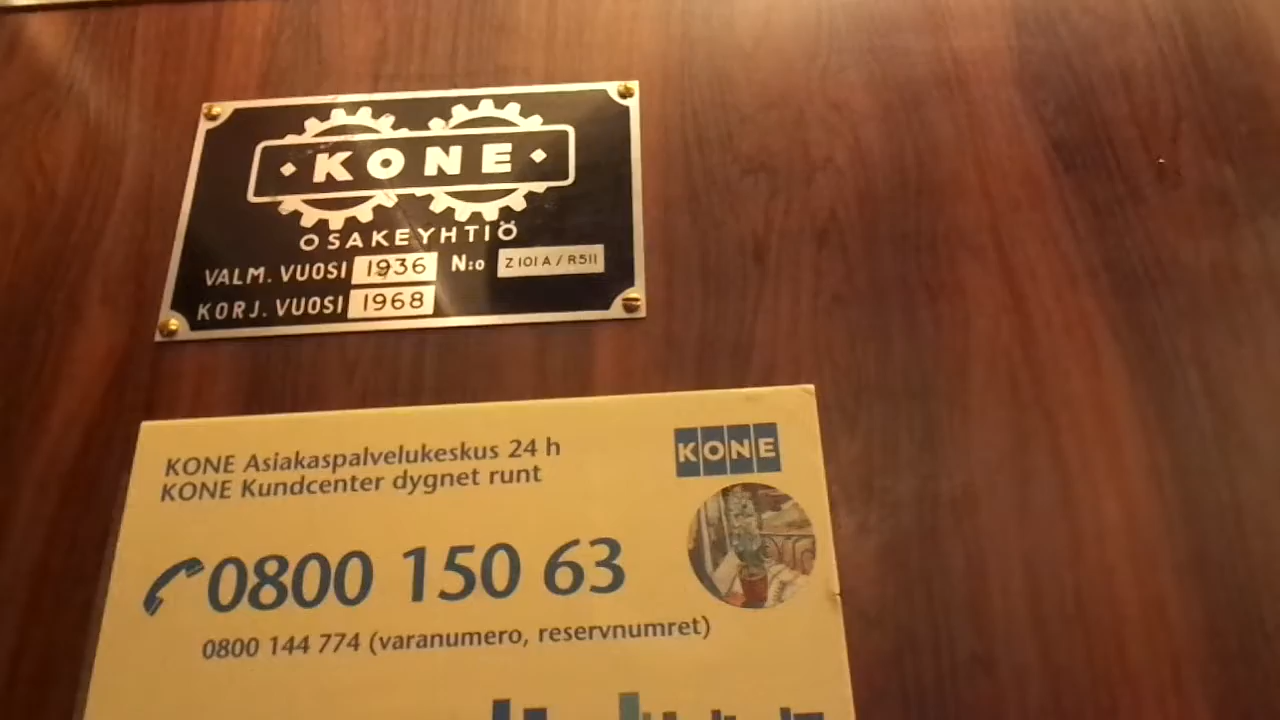 KONE
OSAKEYHTIÖ
VALM. VUOSI 1936 N:o Z101A/R511
KORJ. VUOSI 1968
KONE Asiakaspalvelukeskus 24 h
KONE Kundcenter dygnet runt
KONE
0800 150 63
0800 144 774 (varanumero, reservnumret)